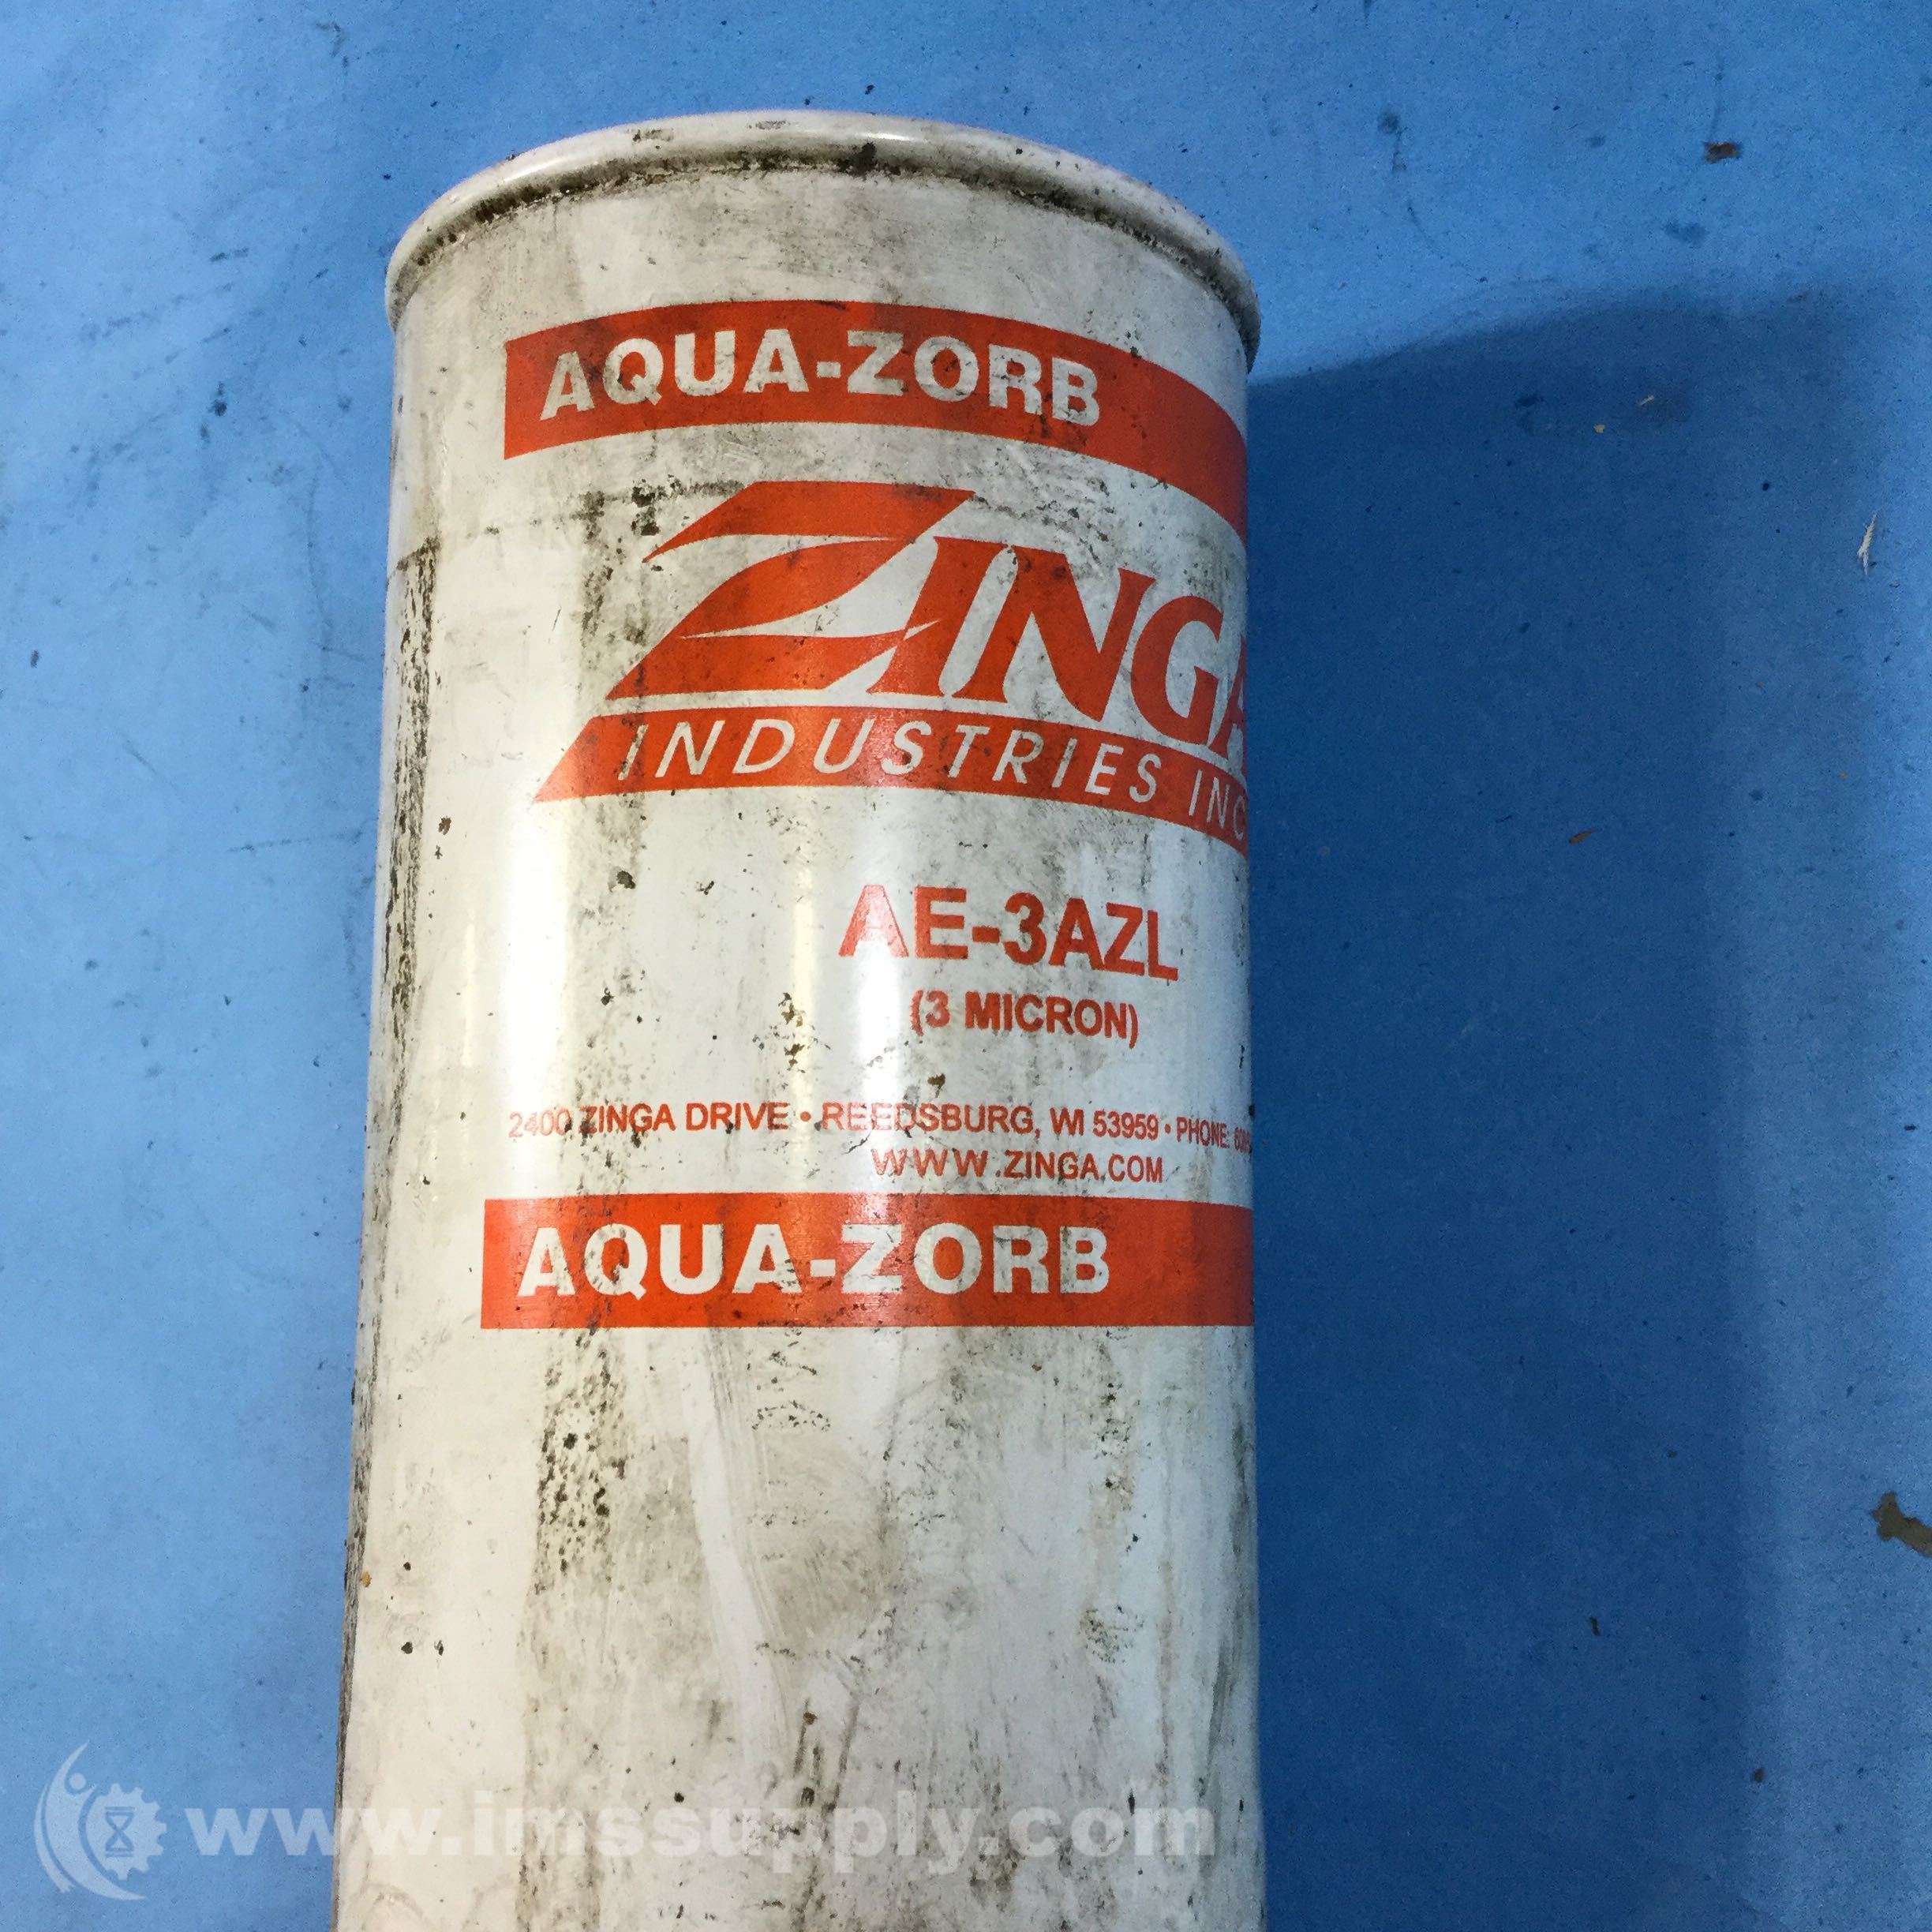 AQUA-ZORB
ZINGA
INDUSTRIES INC.
AE-3AZL
(3 MICRON)
2400 ZINGA DRIVE • REEDSBURG, WI 53959 • PHONE:
WWW.ZINGA.COM
AQUA-ZORB
www.imssupply.com